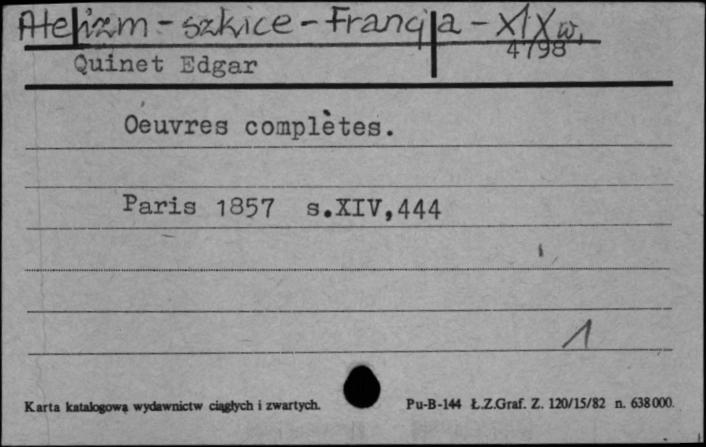 Ateizm - szkice - Francja - XIX w.
4798
Quinet Edgar
Oeuvres complètes.
Paris 1857 s.XIV,444
1
Karta katalogową wydawnictw ciągłych i zwartych.
Pu-B-144 Ł.Z.Graf. Z. 120/15/82 n. 638000.